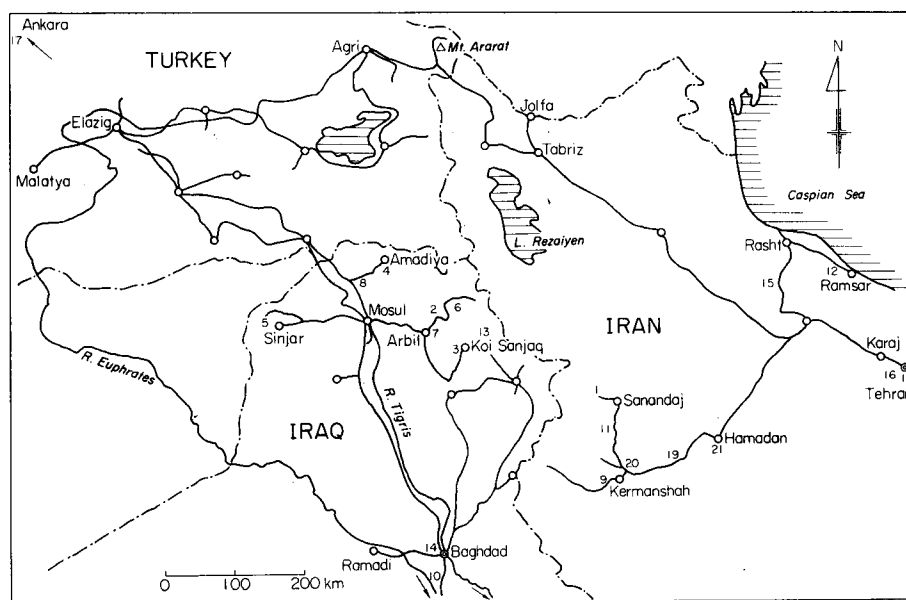 Ankara
17
TURKEY
Agri
Mt. Ararat
N
Elazig
Jolfa
Malatya
Tabriz
Caspian Sea
L. Rezaiyen
Rasht
12
Ramsar
15
Amadiya
4
8
Mosul
2
6
5
Sinjar
7
Arbil
13
3
Koi Sanjaq
IRAN
Karaj
16
1
Tehran
R. Euphrates
R. Tigris
1
Sanandaj
11
IRAQ
Hamadan
21
19
20
9
Kermanshah
14
Baghdad
Ramadi
10
0 100 200 km